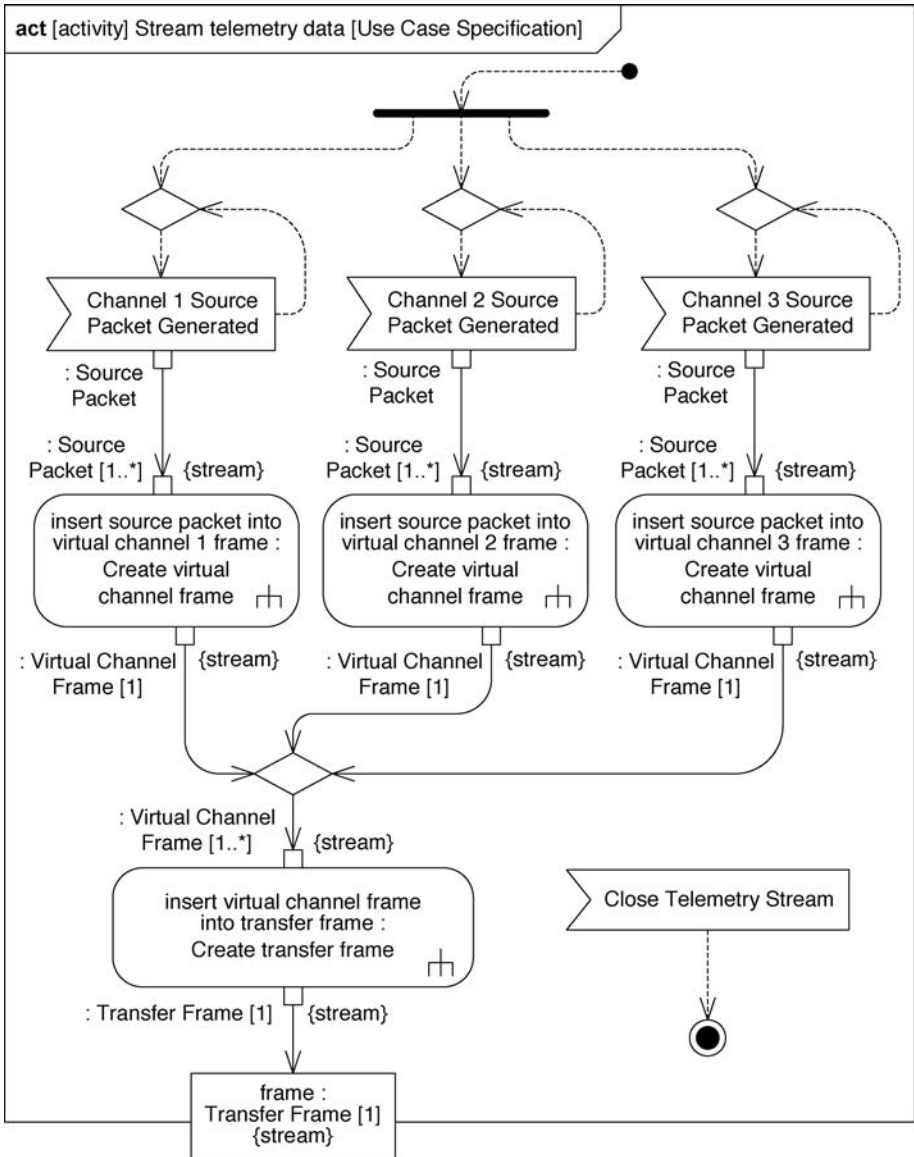 act [activity] Stream telemetry data [Use Case Specification]
Channel 1 Source
Packet Generated
Channel 2 Source
Packet Generated
Channel 3 Source
Packet Generated
: Source
Packet
: Source
Packet
: Source
Packet
: Source
Packet [1..*]
{stream}
: Source
Packet [1..*]
{stream}
: Source
Packet [1..*]
{stream}
insert source packet into
virtual channel 1 frame :
Create virtual
channel frame
insert source packet into
virtual channel 2 frame :
Create virtual
channel frame
insert source packet into
virtual channel 3 frame :
Create virtual
channel frame
: Virtual Channel
Frame [1]
{stream}
: Virtual Channel
Frame [1]
{stream}
: Virtual Channel
Frame [1]
{stream}
: Virtual Channel
Frame [1..*]
{stream}
insert virtual channel frame
into transfer frame :
Create transfer frame
Close Telemetry Stream
: Transfer Frame [1]
{stream}
frame :
Transfer Frame [1]
{stream}